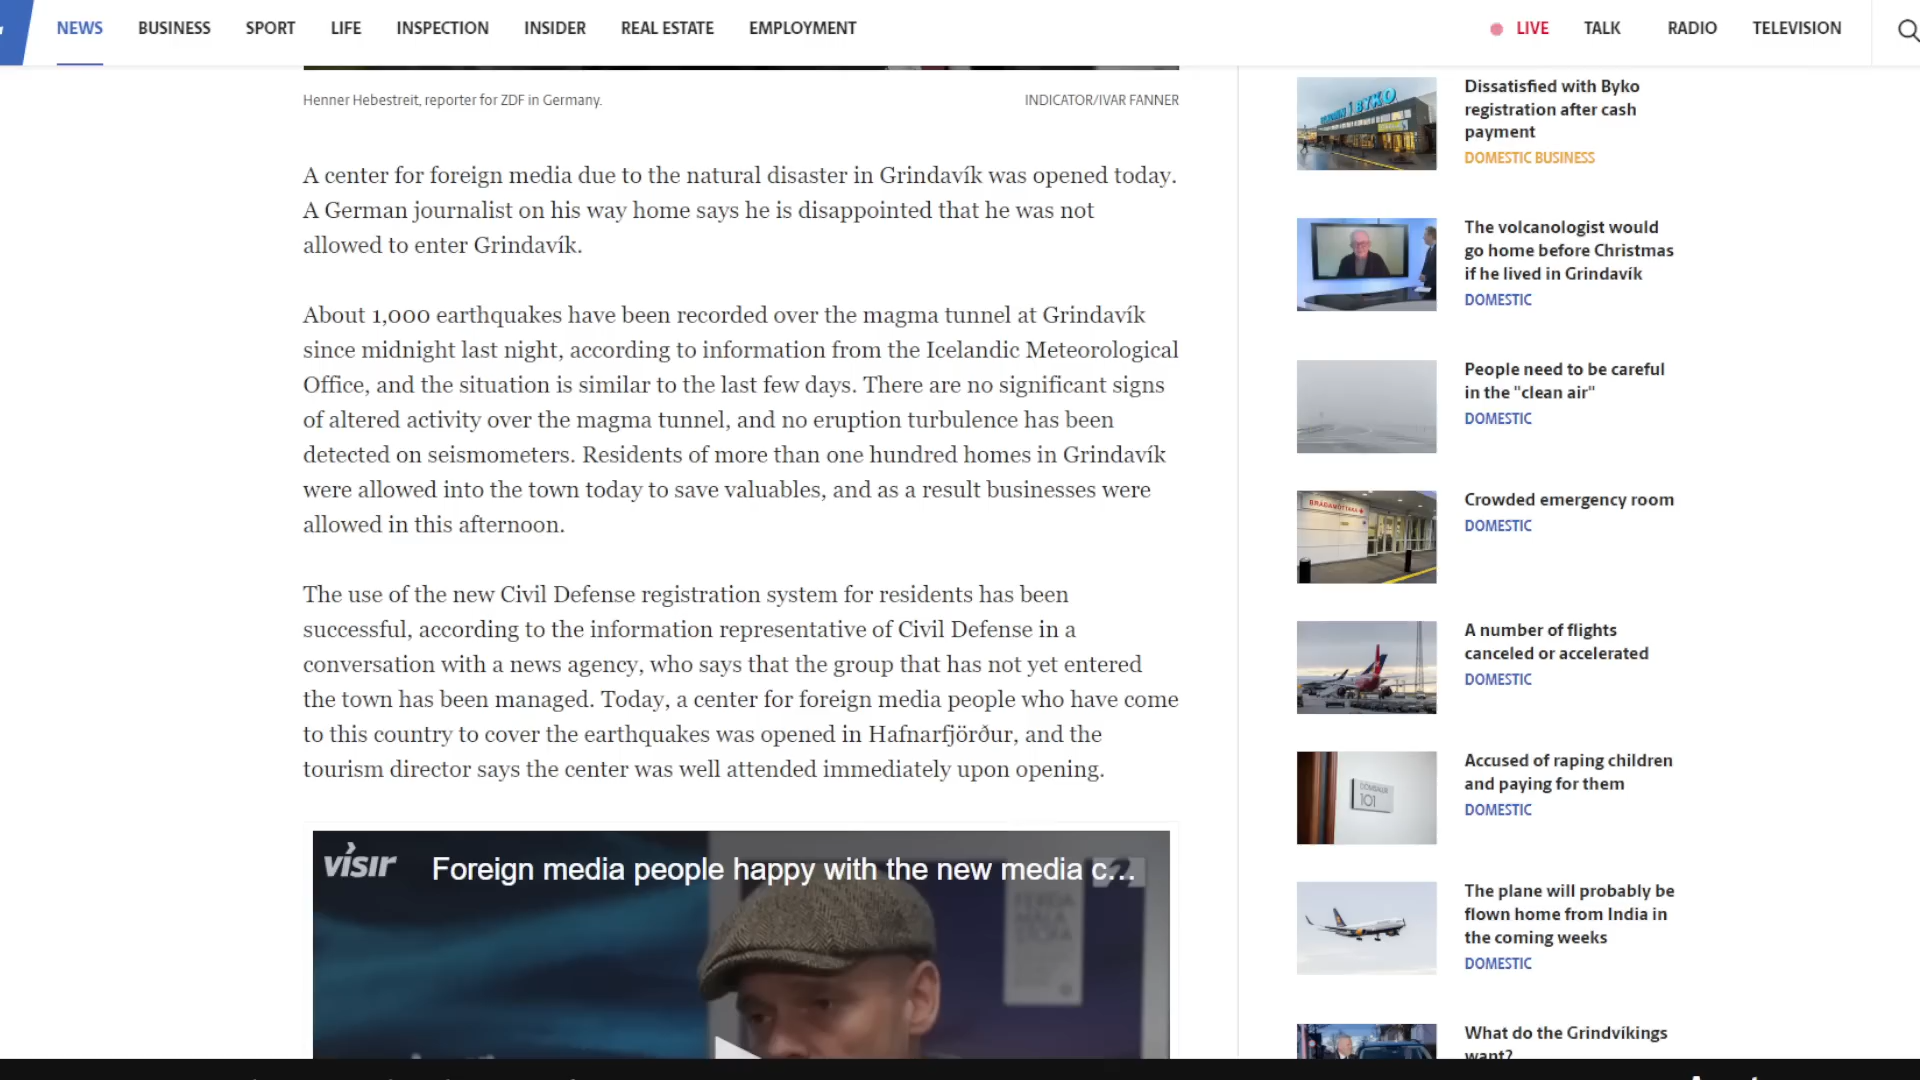 NEWS BUSINESS SPORT LIFE INSPECTION INSIDER REAL ESTATE EMPLOYMENT LIVE TALK RADIO TELEVISION
Henner Hebestreit, reporter for ZDF in Germany. INDICATOR/IVAR FANNER
A center for foreign media due to the natural disaster in Grindavík was opened today.
A German journalist on his way home says he is disappointed that he was not
allowed to enter Grindavík.
About 1,000 earthquakes have been recorded over the magma tunnel at Grindavík
since midnight last night, according to information from the Icelandic Meteorological
Office, and the situation is similar to the last few days. There are no significant signs
of altered activity over the magma tunnel, and no eruption turbulence has been
detected on seismometers. Residents of more than one hundred homes in Grindavík
were allowed into the town today to save valuables, and as a result businesses were
allowed in this afternoon.
The use of the new Civil Defense registration system for residents has been
successful, according to the information representative of Civil Defense in a
conversation with a news agency, who says that the group that has not yet entered
the town has been managed. Today, a center for foreign media people who have come
to this country to cover the earthquakes was opened in Hafnarfjörður, and the
tourism director says the center was well attended immediately upon opening.
vísir Foreign media people happy with the new media c...
FERÐA
MÁLA
STOFA
Dissatisfied with Byko
registration after cash
payment
DOMESTIC BUSINESS
The volcanologist would
go home before Christmas
if he lived in Grindavík
DOMESTIC
People need to be careful
in the "clean air"
DOMESTIC
BRÁÐAMÓTTAKA
Crowded emergency room
DOMESTIC
A number of flights
canceled or accelerated
DOMESTIC
DÓMSALUR
101
Accused of raping children
and paying for them
DOMESTIC
The plane will probably be
flown home from India in
the coming weeks
DOMESTIC
What do the Grindvíkings
want?